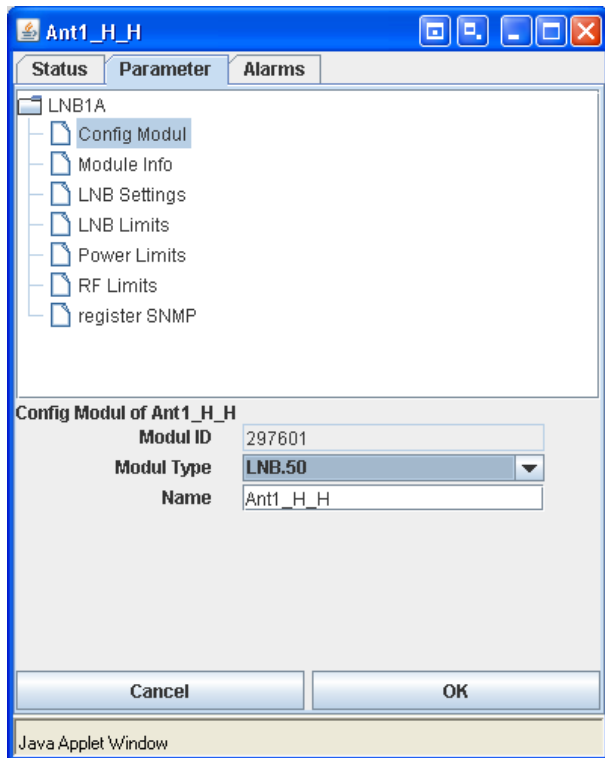 Ant1_H_H
Status Parameter Alarms
LNB1A
Config Modul
Module Info
LNB Settings
LNB Limits
Power Limits
RF Limits
register SNMP
Config Modul of Ant1_H_H
Modul ID 297601
Modul Type LNB.50
Name Ant1_H_H
Cancel OK
Java Applet Window